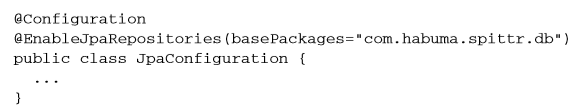 @Configuration
@EnableJpaRepositories(basePackages="com.habuma.spittr.db")
public class JpaConfiguration {
  ...
}